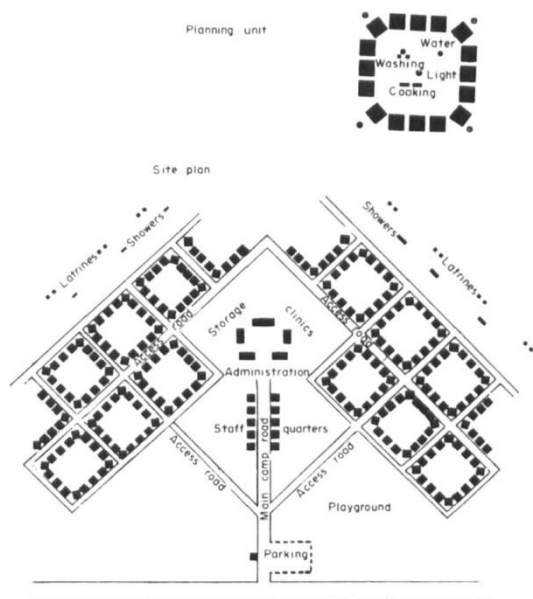 Planning unit
Water
Washing
Light
Cooking
Site plan
Showers
Showers
Latrines
Latrines
Storage
clinics
Access road
Access road
Administration
Staff quarters
Main camp road
Access road
Access road
Playground
Parking